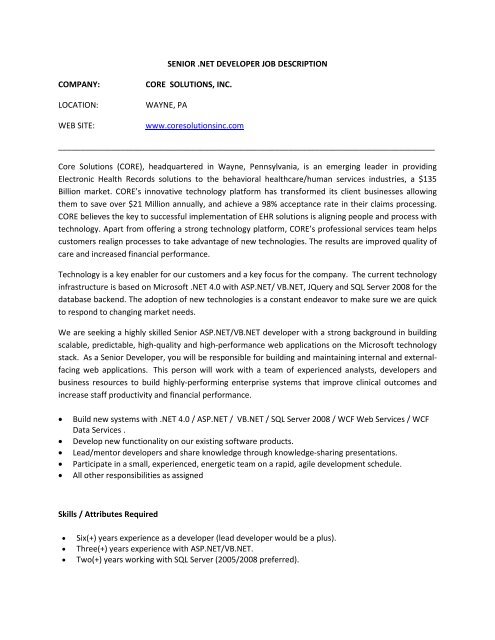 SENIOR .NET DEVELOPER JOB DESCRIPTION
COMPANY: CORE SOLUTIONS, INC.
LOCATION: WAYNE, PA
WEB SITE: www.coresolutionsinc.com
Core Solutions (CORE), headquartered in Wayne, Pennsylvania, is an emerging leader in providing
Electronic Health Records solutions to the behavioral healthcare/human services industries, a $135
Billion market. CORE's innovative technology platform has transformed its client businesses allowing
them to save over $21 Million annually, and achieve a 98% acceptance rate in their claims processing.
CORE believes the key to successful implementation of EHR solutions is aligning people and process with
technology. Apart from offering a strong technology platform, CORE's professional services team helps
customers realign processes to take advantage of new technologies. The results are improved quality of
care and increased financial performance.
Technology is a key enabler for our customers and a key focus for the company. The current technology
infrastructure is based on Microsoft .NET 4.0 with ASP.NET/ VB.NET, JQuery and SQL Server 2008 for the
database backend. The adoption of new technologies is a constant endeavor to make sure we are quick
to respond to changing market needs.
We are seeking a highly skilled Senior ASP.NET/VB.NET developer with a strong background in building
scalable, predictable, high-quality and high-performance web applications on the Microsoft technology
stack. As a Senior Developer, you will be responsible for building and maintaining internal and external-
facing web applications. This person will work with a team of experienced analysts, developers and
business resources to build highly-performing enterprise systems that improve clinical outcomes and
increase staff productivity and financial performance.
• Build new systems with .NET 4.0 / ASP.NET / VB.NET / SQL Server 2008 / WCF Web Services / WCF
Data Services .
• Develop new functionality on our existing software products.
• Lead/mentor developers and share knowledge through knowledge-sharing presentations.
• Participate in a small, experienced, energetic team on a rapid, agile development schedule.
• All other responsibilities as assigned
Skills / Attributes Required
• Six(+) years experience as a developer (lead developer would be a plus).
• Three(+) years experience with ASP.NET/VB.NET.
• Two(+) years working with SQL Server (2005/2008 preferred).